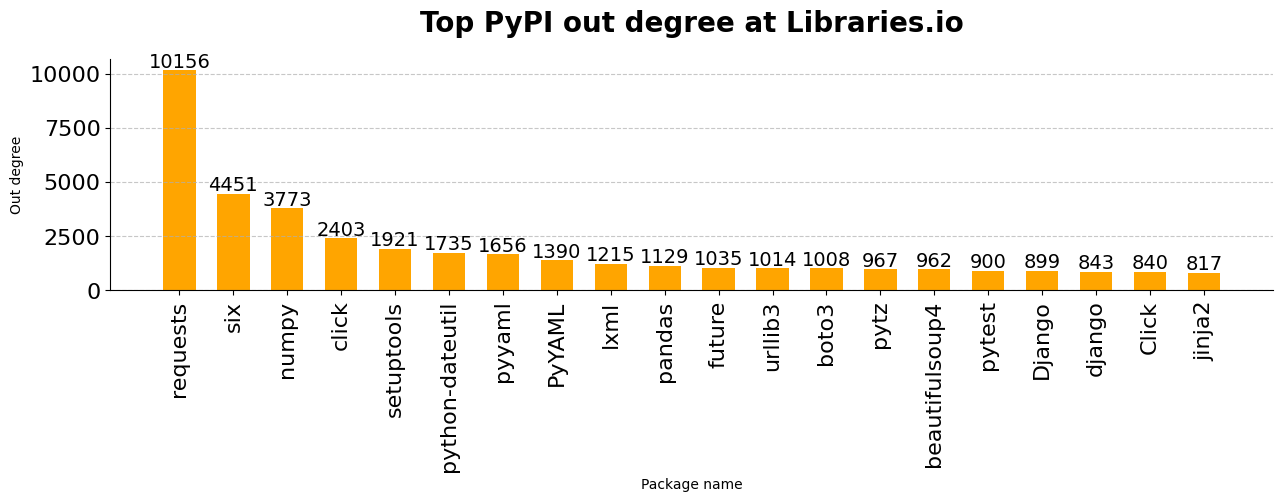 Top PyPI out degree at Libraries.io
Out degree
10000
7500
5000
2500
0
10156
4451
3773
2403
1921
1735
1656
1390
1215
1129
1035
1014
1008
967
962
900
899
843
840
817
requests
six
numpy
click
setuptools
python-dateutil
pyyaml
PyYAML
lxml
pandas
future
urllib3
boto3
pytz
beautifulsoup4
pytest
Django
django
Click
jinja2
Package name